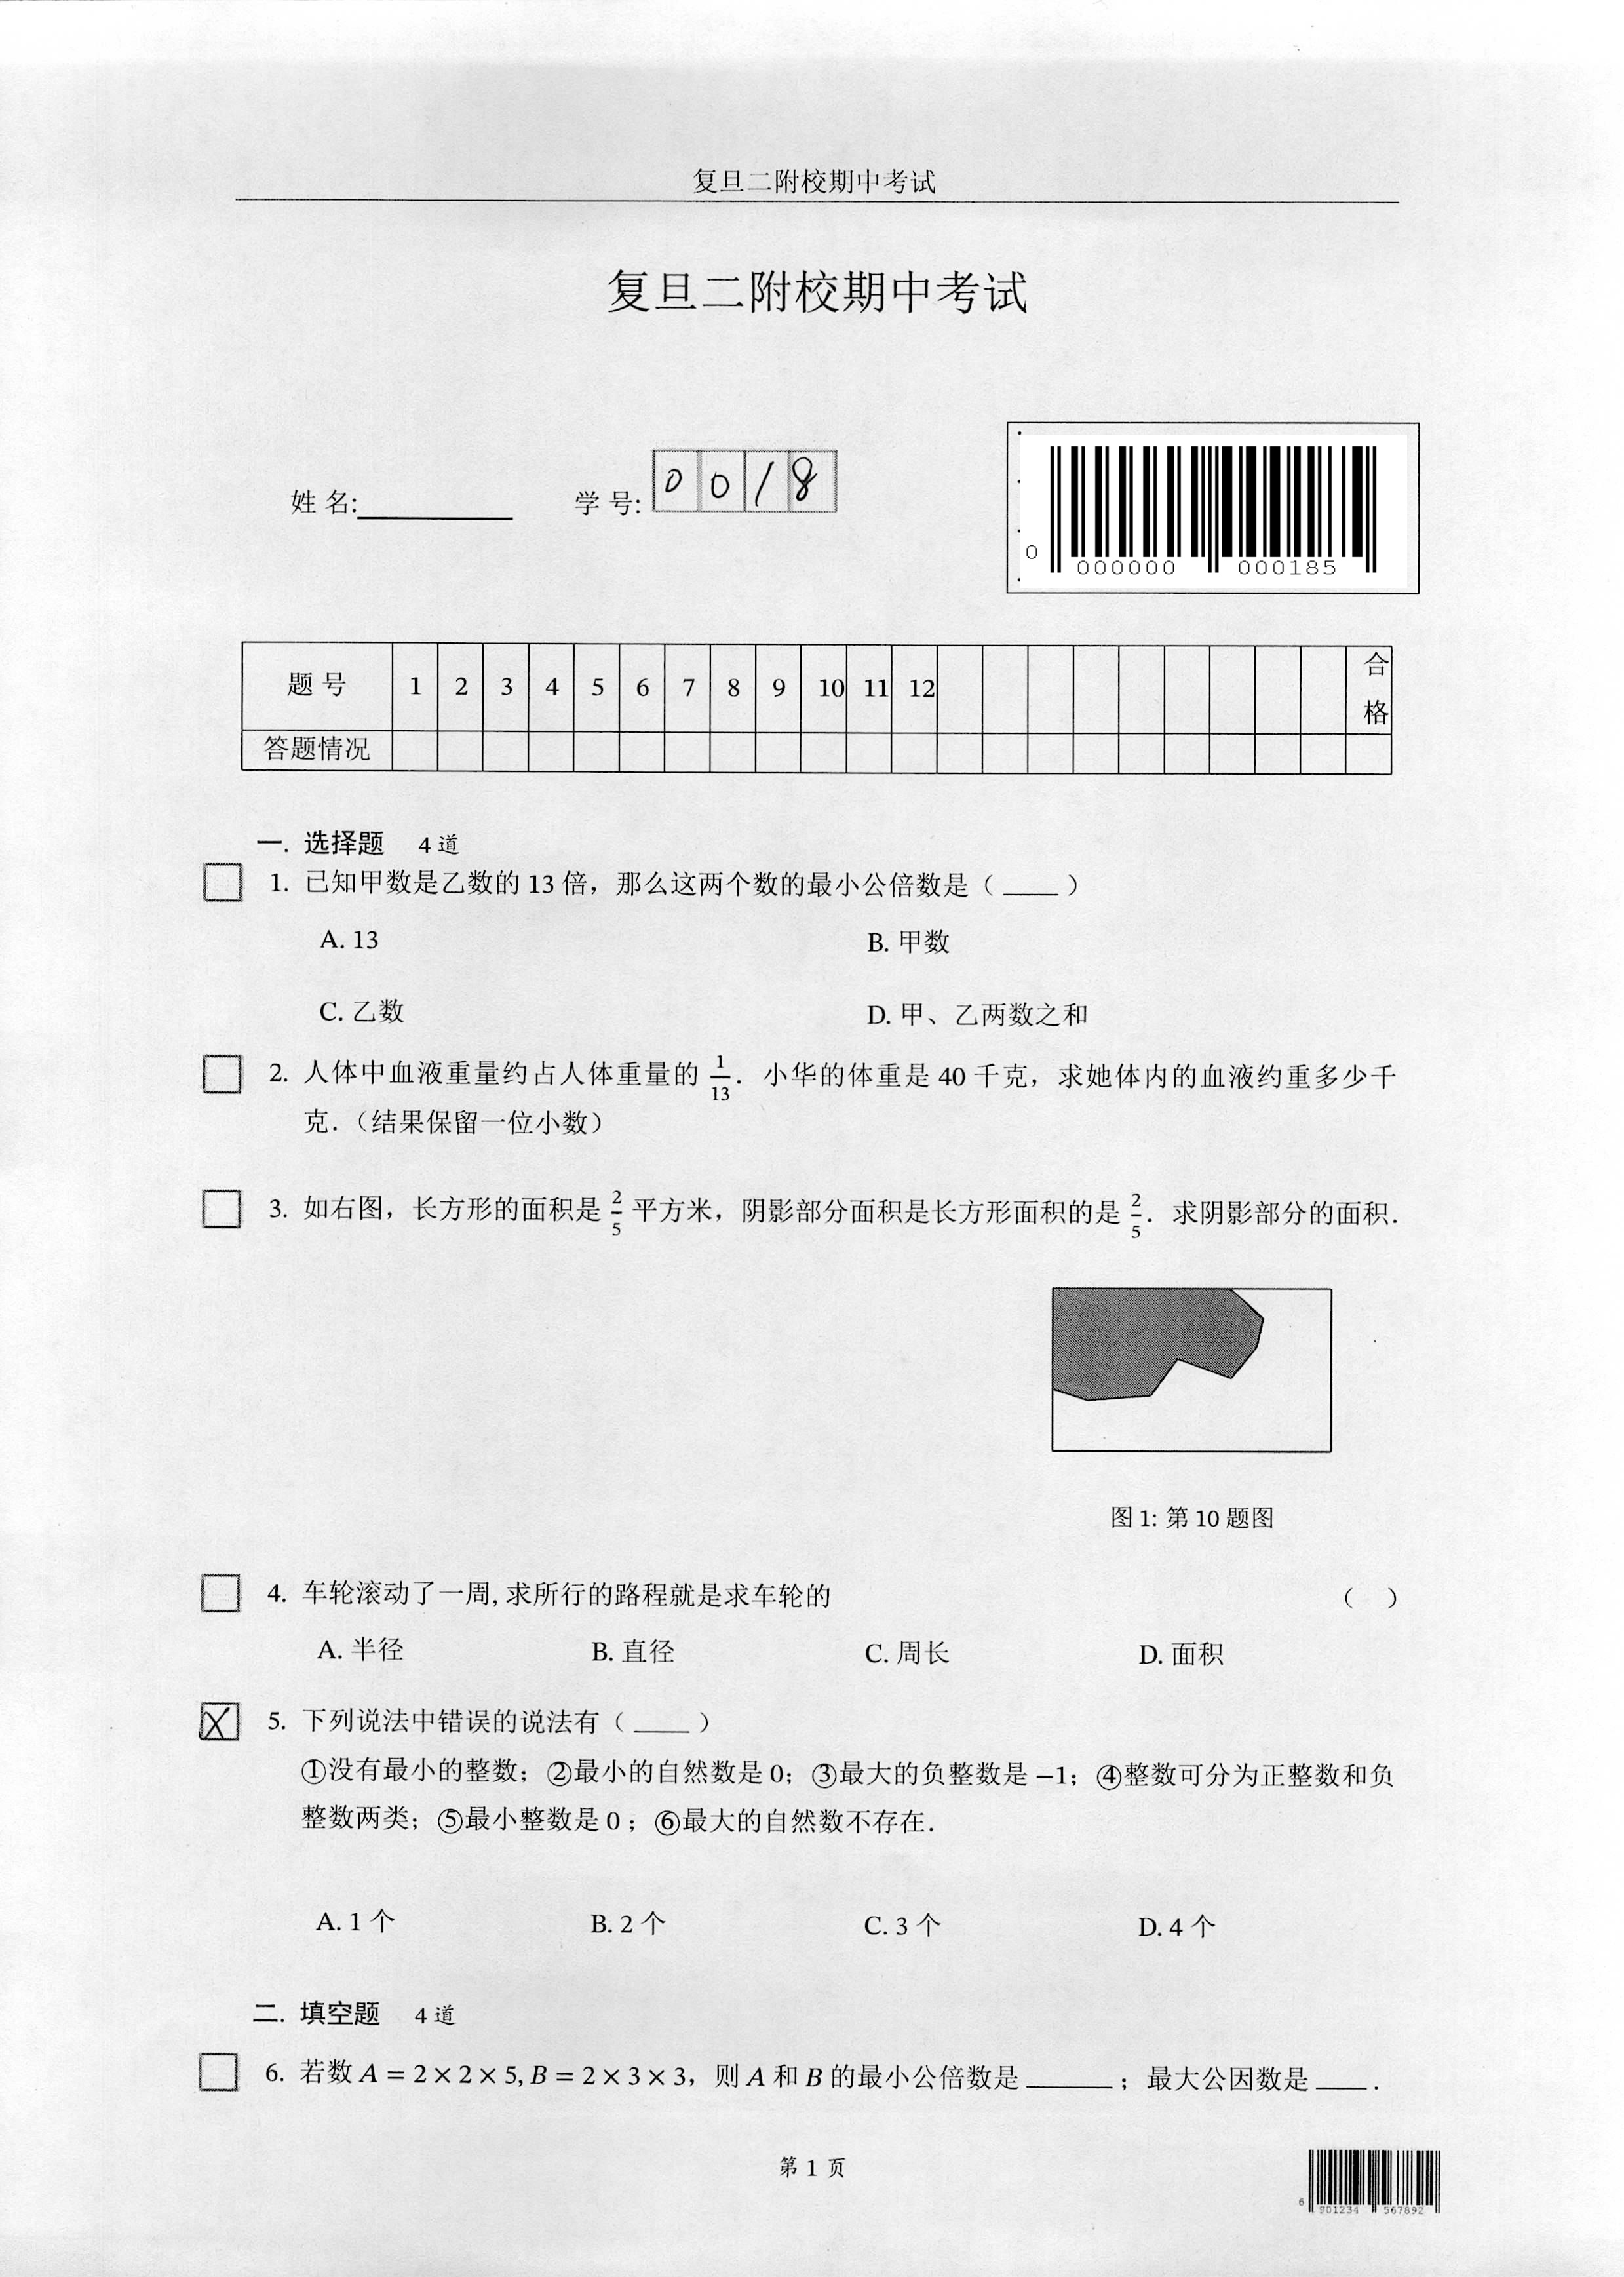 复旦二附校期中考试
复旦二附校期中考试
姓 名: 学 号: 0 0 1 8
0 000000 000185
题 号 1 2 3 4 5 6 7 8 9 10 11 12 合格
答题情况
一. 选择题 4 道
1. 已知甲数是乙数的 13 倍，那么这两个数的最小公倍数是（ ____ ）
A. 13 B. 甲数
C. 乙数 D. 甲、乙两数之和
2. 人体中血液重量约占人体重量的 1/13. 小华的体重是 40 千克，求她体内的血液约重多少千
克.（结果保留一位小数）
3. 如右图，长方形的面积是 2/5 平方米，阴影部分面积是长方形面积的是 2/5. 求阴影部分的面积.
图 1: 第 10 题图
4. 车轮滚动了一周, 求所行的路程就是求车轮的 （ ）
A. 半径 B. 直径 C. 周长 D. 面积
X 5. 下列说法中错误的说法有（ ____ ）
①没有最小的整数；②最小的自然数是 0；③最大的负整数是 −1；④整数可分为正整数和负
整数两类；⑤最小整数是 0；⑥最大的自然数不存在.
A. 1 个 B. 2 个 C. 3 个 D. 4 个
二. 填空题 4 道
6. 若数 A = 2 × 2 × 5, B = 2 × 3 × 3，则 A 和 B 的最小公倍数是 ______ ；最大公因数是 ____ .
第 1 页
6 901234 567892